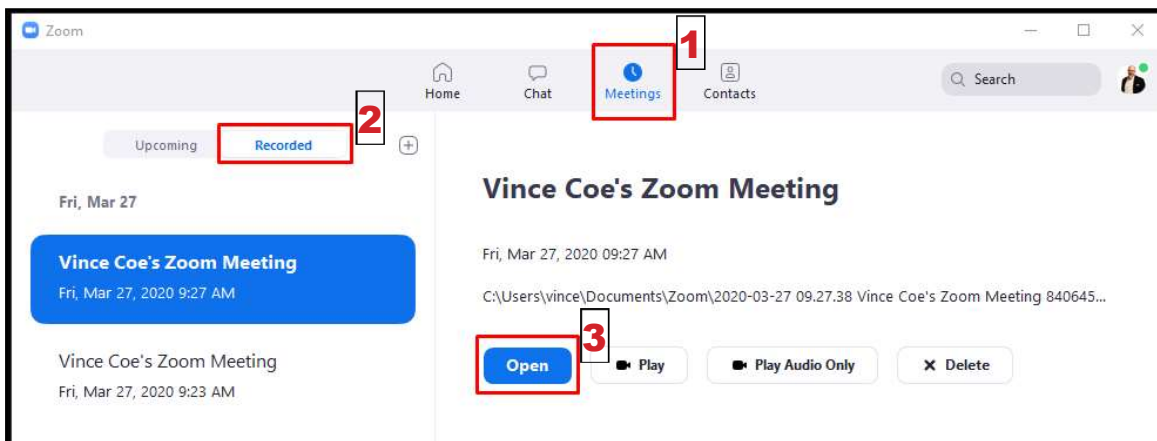 Zoom
1
Home Chat Meetings Contacts
Search
2
Upcoming Recorded
Fri, Mar 27
Vince Coe's Zoom Meeting
Fri, Mar 27, 2020 9:27 AM
Vince Coe's Zoom Meeting
Fri, Mar 27, 2020 9:23 AM
Vince Coe's Zoom Meeting
Fri, Mar 27, 2020 09:27 AM
C:\Users\vince\Documents\Zoom\2020-03-27 09.27.38 Vince Coe's Zoom Meeting 840645...
3
Open Play Play Audio Only Delete